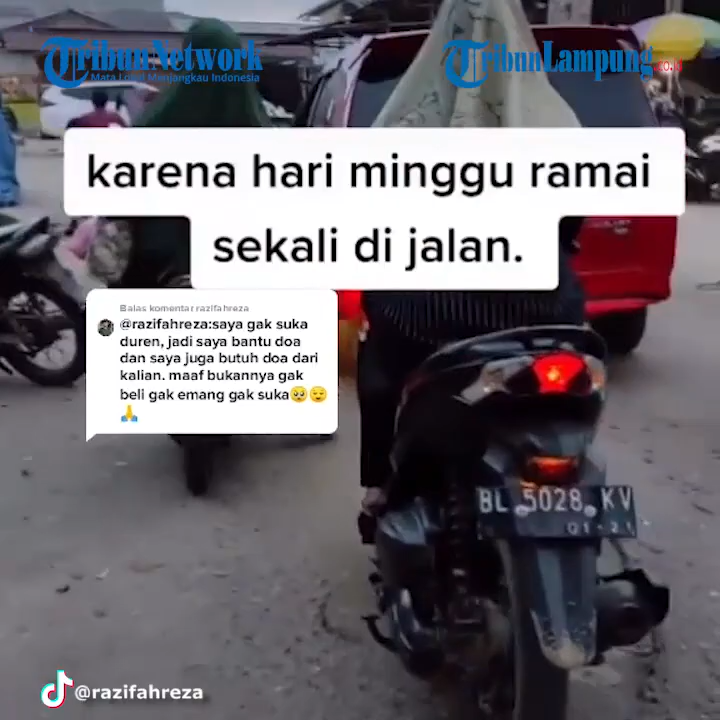 TribunNetwork
Mata Lokal Menjangkau Indonesia
TribunLampung.co.id
karena hari minggu ramai
sekali di jalan.
Balas komentar razifahreza
@razifahreza:saya gak suka
duren, jadi saya bantu doa
dan saya juga butuh doa dari
kalian. maaf bukannya gak
beli gak emang gak suka🥺😌
🙏
BL 5028 KV
01·21
@razifahreza